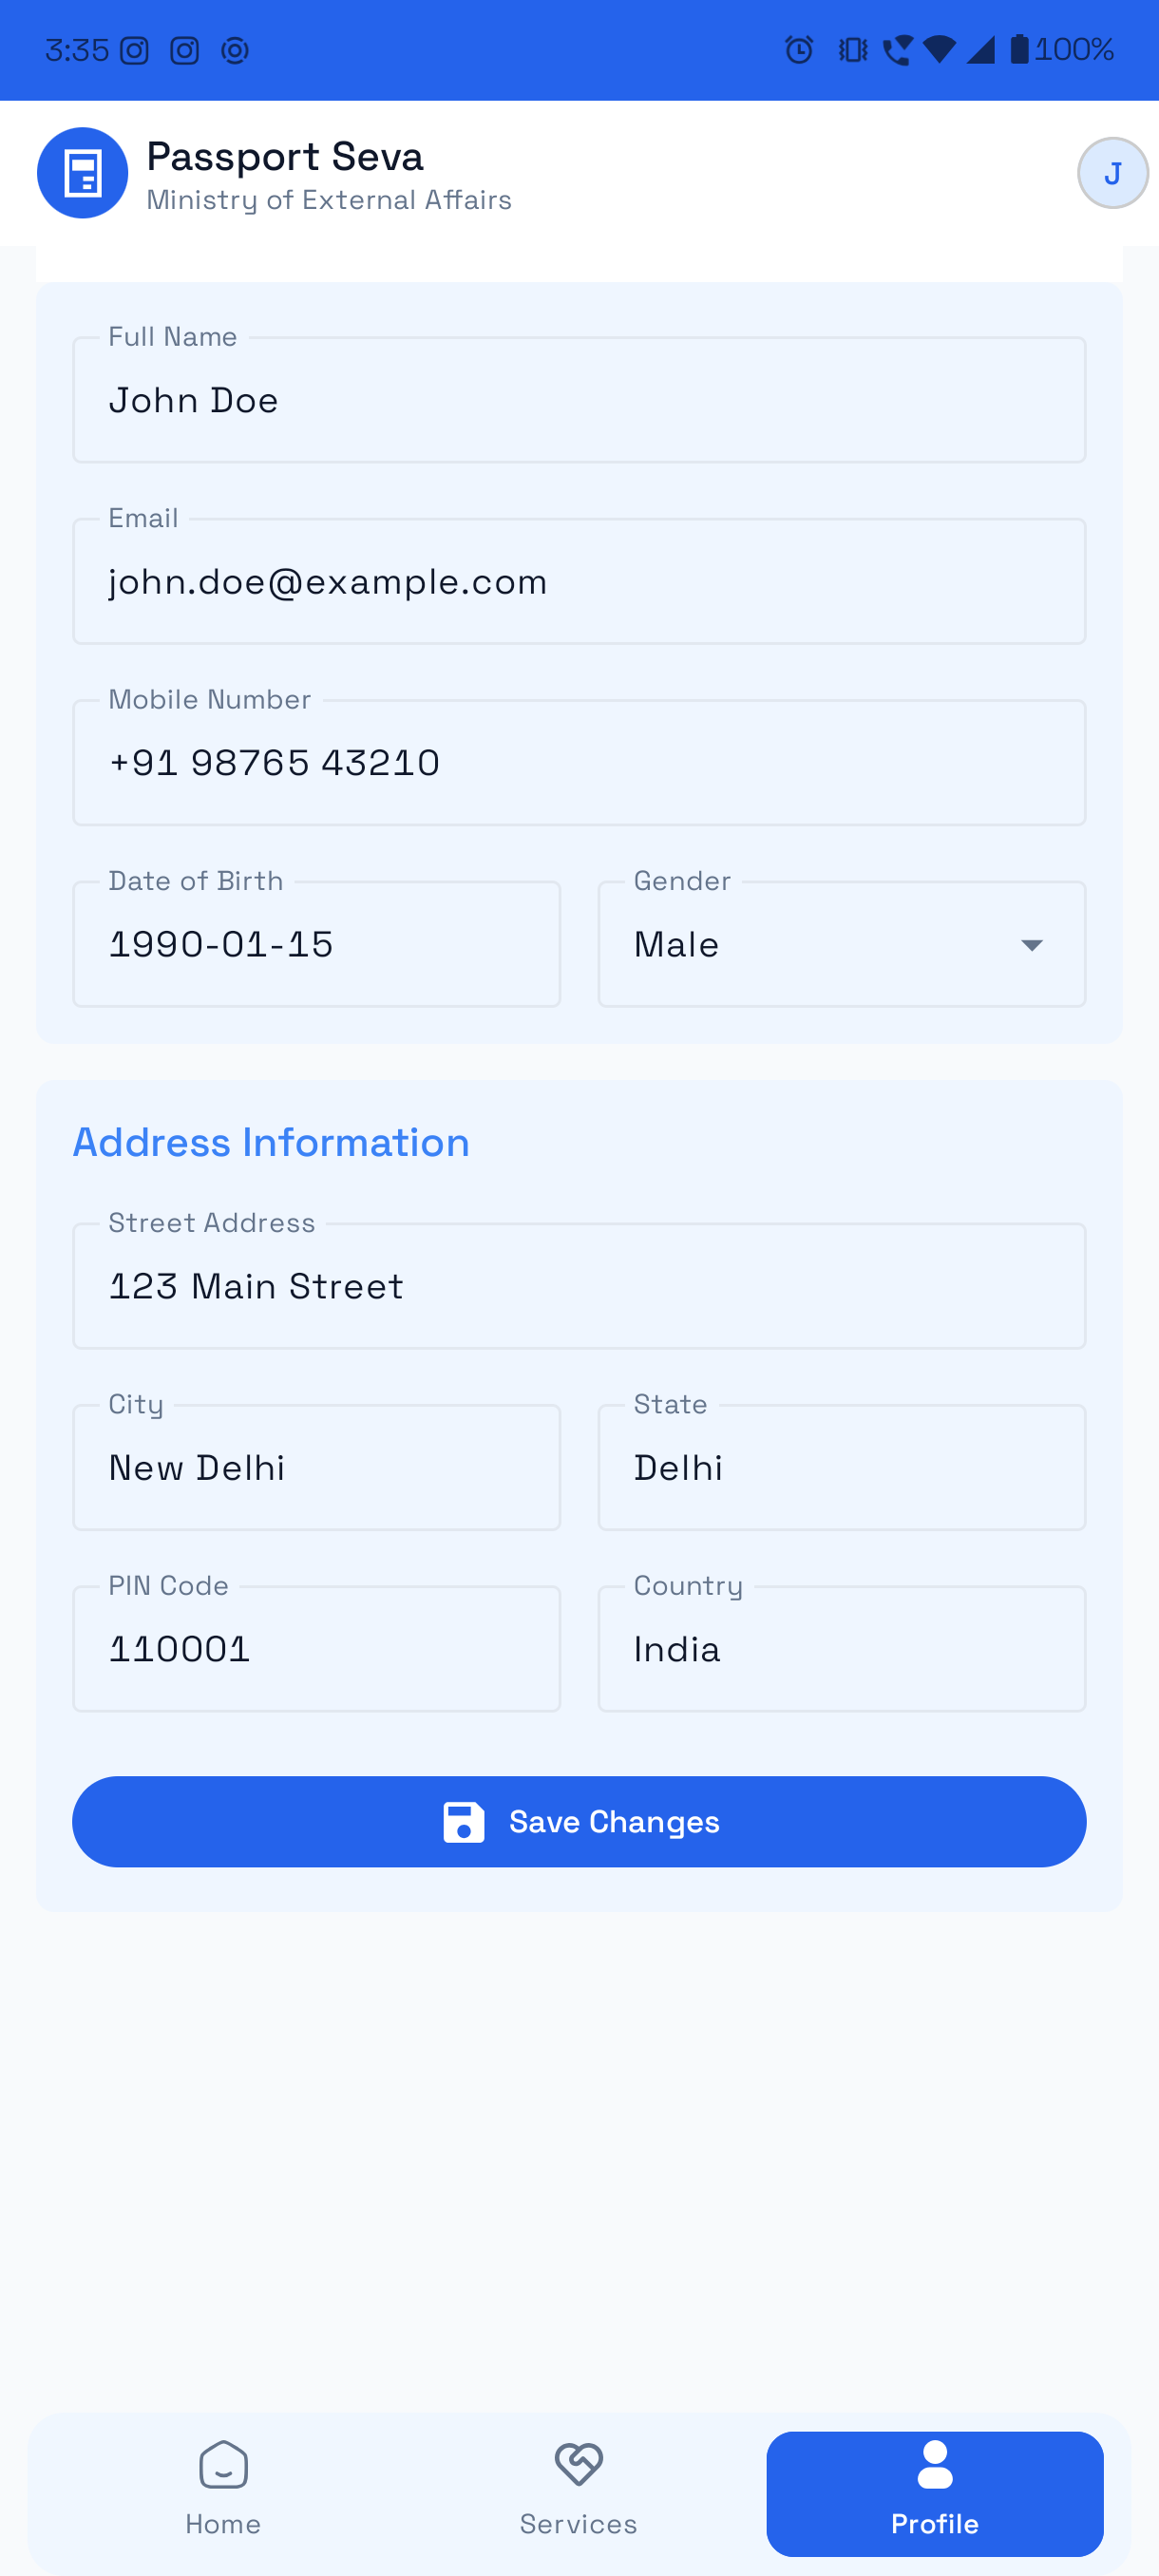 3:35
100%
Passport Seva
Ministry of External Affairs
J
Full Name
John Doe
Email
john.doe@example.com
Mobile Number
+91 98765 43210
Date of Birth
Gender
1990-01-15
Male
Address Information
Street Address
123 Main Street
City
State
New Delhi
Delhi
PIN Code
Country
110001
India
Save Changes
Home
Services
Profile